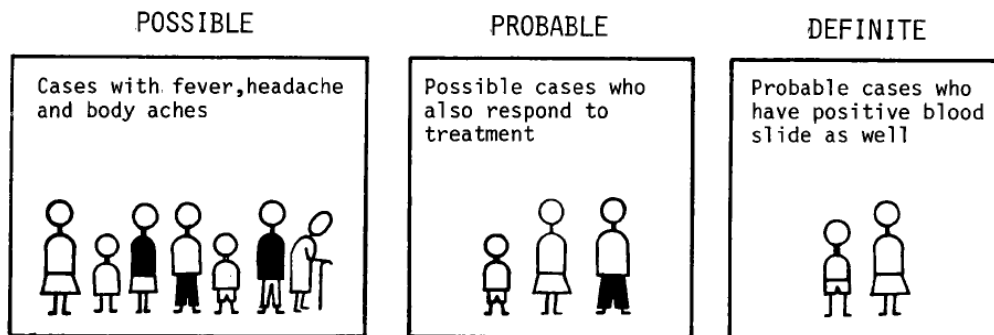 POSSIBLE
Cases with fever,headache
and body aches
PROBABLE
Possible cases who
also respond to
treatment
DEFINITE
Probable cases who
have positive blood
slide as well